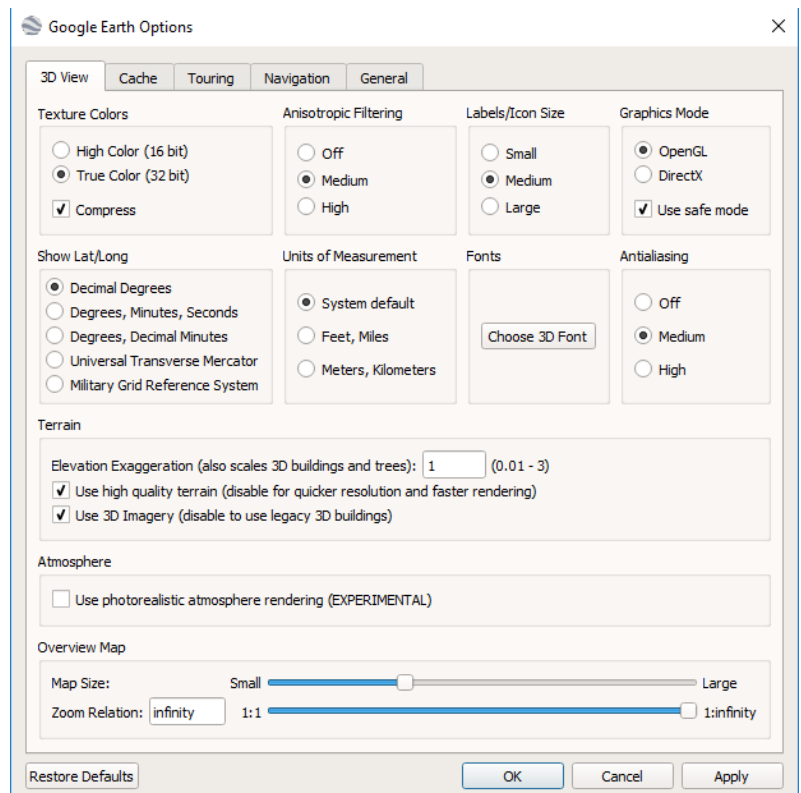 Google Earth Options
3D View Cache Touring Navigation General
Texture Colors
High Color (16 bit)
True Color (32 bit)
Compress
Anisotropic Filtering
Off
Medium
High
Labels/Icon Size
Small
Medium
Large
Graphics Mode
OpenGL
DirectX
Use safe mode
Show Lat/Long
Decimal Degrees
Degrees, Minutes, Seconds
Degrees, Decimal Minutes
Universal Transverse Mercator
Military Grid Reference System
Units of Measurement
System default
Feet, Miles
Meters, Kilometers
Fonts
Choose 3D Font
Antialiasing
Off
Medium
High
Terrain
Elevation Exaggeration (also scales 3D buildings and trees): 1 (0.01 - 3)
Use high quality terrain (disable for quicker resolution and faster rendering)
Use 3D Imagery (disable to use legacy 3D buildings)
Atmosphere
Use photorealistic atmosphere rendering (EXPERIMENTAL)
Overview Map
Map Size: Small Large
Zoom Relation: infinity 1:1 1:infinity
Restore Defaults OK Cancel Apply